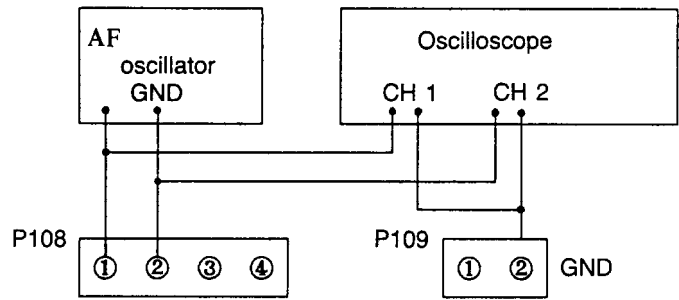 AF
oscillator
GND
Oscilloscope
CH 1 CH 2
P108
① ② ③ ④
P109
① ② GND